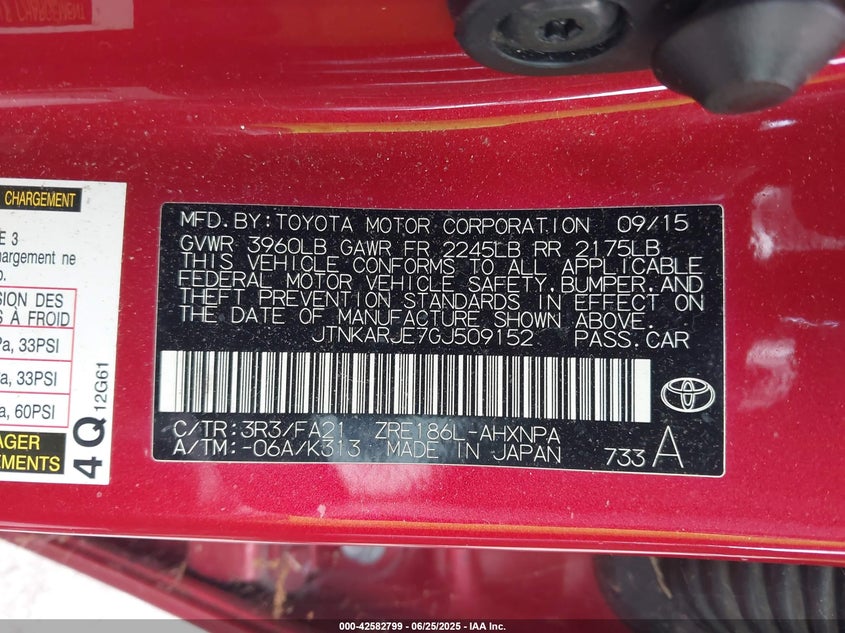 CHARGEMENT
E 3
argement ne
o.
SION DES
S À FROID
Pa, 33PSI
a, 33PSI
a, 60PSI
AGER
EMENTS
4Q 12G61
MFD.BY:TOYOTA MOTOR CORPORATION 09/15
GVWR 3960LB GAWR FR 2245LB RR 2175LB
THIS VEHICLE CONFORMS TO ALL APPLICABLE
FEDERAL MOTOR VEHICLE SAFETY,BUMPER,AND
THEFT PREVENTION STANDARDS IN EFFECT ON
THE DATE OF MANUFACTURE SHOWN ABOVE.
JTNKARJE7GJ509152 PASS.CAR
C/TR:3R3/FA21 ZRE186L-AHXNPA
A/TM:-06A/K313 MADE IN JAPAN 733 A
000-42582799 - 06/25/2025 - IAA Inc.